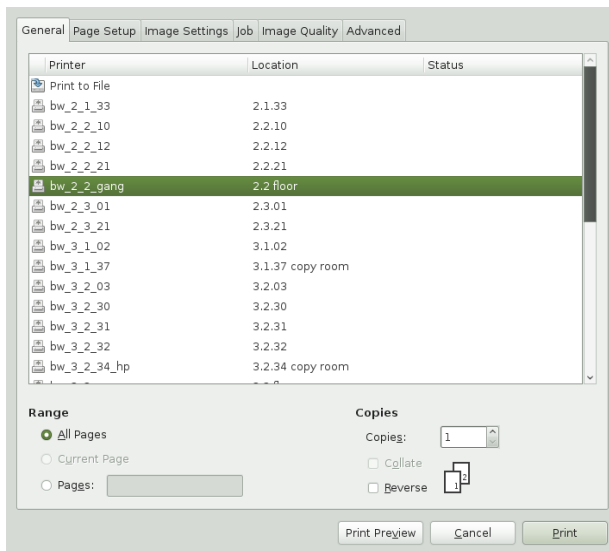 General Page Setup Image Settings Job Image Quality Advanced
Printer Location Status
Print to File
bw_2_1_33 2.1.33
bw_2_2_10 2.2.10
bw_2_2_12 2.2.12
bw_2_2_21 2.2.21
bw_2_2_gang 2.2 floor
bw_2_3_01 2.3.01
bw_2_3_21 2.3.21
bw_3_1_02 3.1.02
bw_3_1_37 3.1.37 copy room
bw_3_2_03 3.2.03
bw_3_2_30 3.2.30
bw_3_2_31 3.2.31
bw_3_2_32 3.2.32
bw_3_2_34_hp 3.2.34 copy room
Range Copies
All Pages Copies: 1
Current Page Collate
Pages: Reverse 1 2
Print Preview Cancel Print